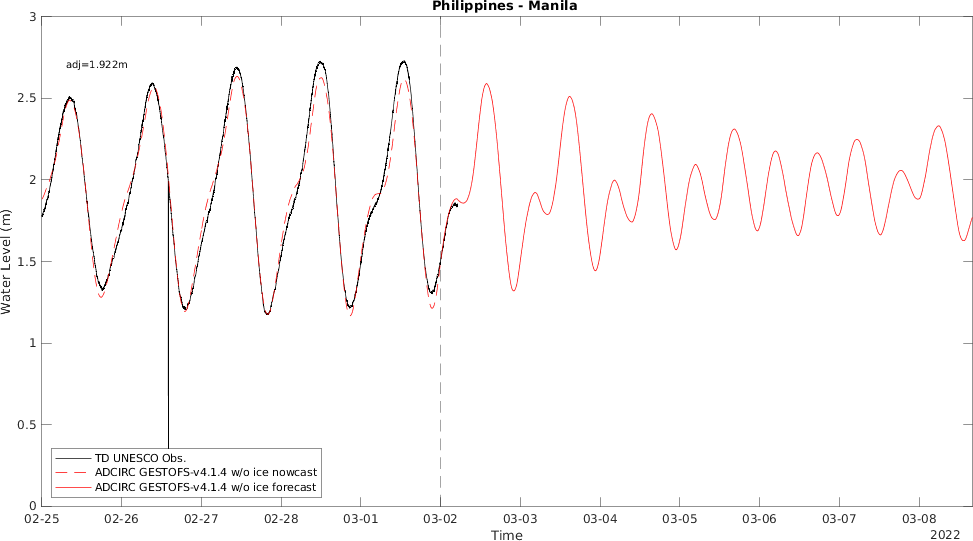 Philippines - Manila
adj=1.922m
3
2.5
2
1.5
1
0.5
0
Water Level (m)
TD UNESCO Obs.
ADCIRC GESTOFS-v4.1.4 w/o ice nowcast
ADCIRC GESTOFS-v4.1.4 w/o ice forecast
02-25 02-26 02-27 02-28 03-01 03-02 03-03 03-04 03-05 03-06 03-07 03-08
Time
2022